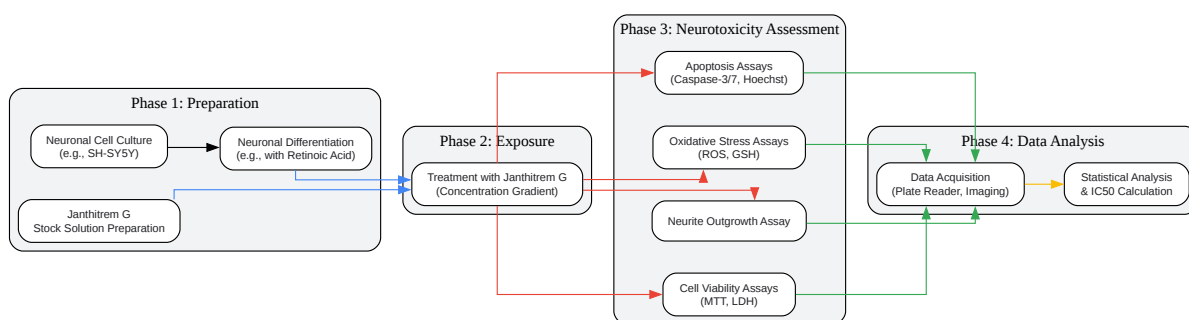 Phase 1: Preparation
Neuronal Cell Culture
(e.g., SH-SY5Y)
Neuronal Differentiation
(e.g., with Retinoic Acid)
Janthitrem G
Stock Solution Preparation
Phase 2: Exposure
Treatment with Janthitrem G
(Concentration Gradient)
Phase 3: Neurotoxicity Assessment
Apoptosis Assays
(Caspase-3/7, Hoechst)
Oxidative Stress Assays
(ROS, GSH)
Neurite Outgrowth Assay
Cell Viability Assays
(MTT, LDH)
Phase 4: Data Analysis
Data Acquisition
(Plate Reader, Imaging)
Statistical Analysis
& IC50 Calculation